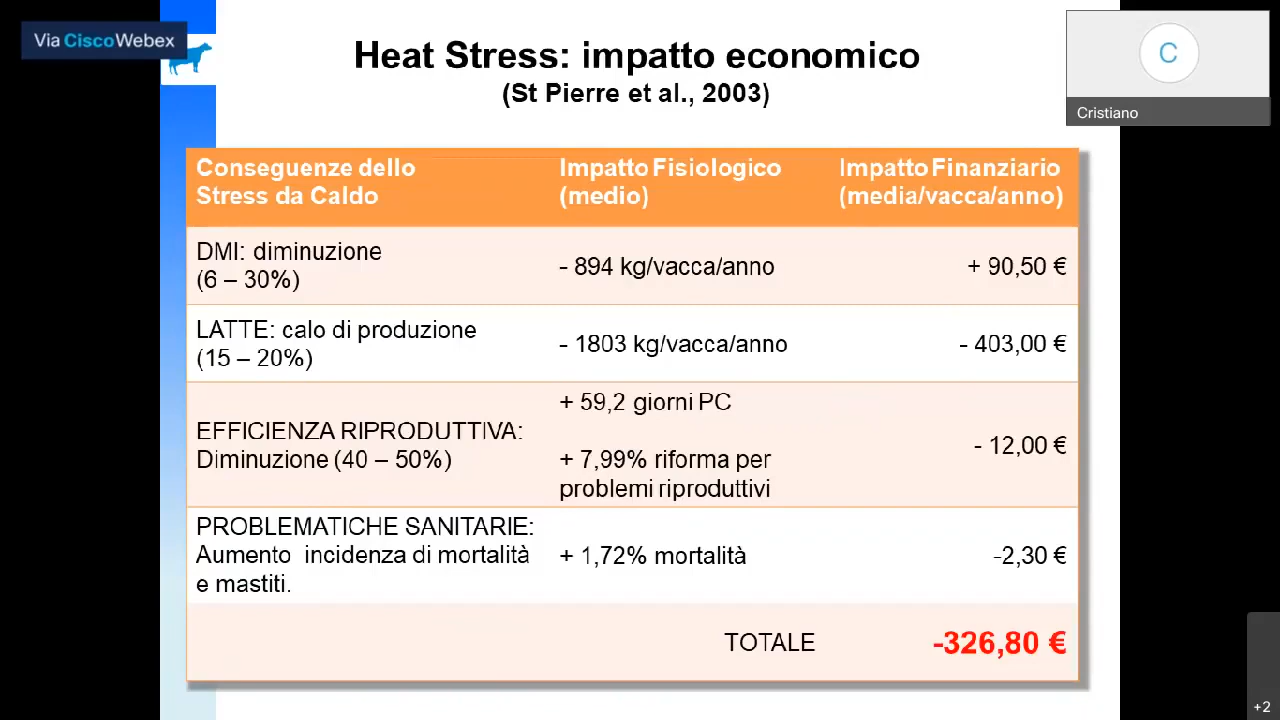 Via CiscoWebex
Heat Stress: impatto economico
(St Pierre et al., 2003)
C
Cristiano
Conseguenze dello
Stress da Caldo
Impatto Fisiologico
(medio)
Impatto Finanziario
(media/vacca/anno)
DMI: diminuzione
(6 – 30%)
- 894 kg/vacca/anno
+ 90,50 €
LATTE: calo di produzione
(15 – 20%)
- 1803 kg/vacca/anno
- 403,00 €
EFFICIENZA RIPRODUTTIVA:
Diminuzione (40 – 50%)
+ 59,2 giorni PC
+ 7,99% riforma per
problemi riproduttivi
- 12,00 €
PROBLEMATICHE SANITARIE:
Aumento incidenza di mortalità
e mastiti.
+ 1,72% mortalità
-2,30 €
TOTALE
-326,80 €
+2